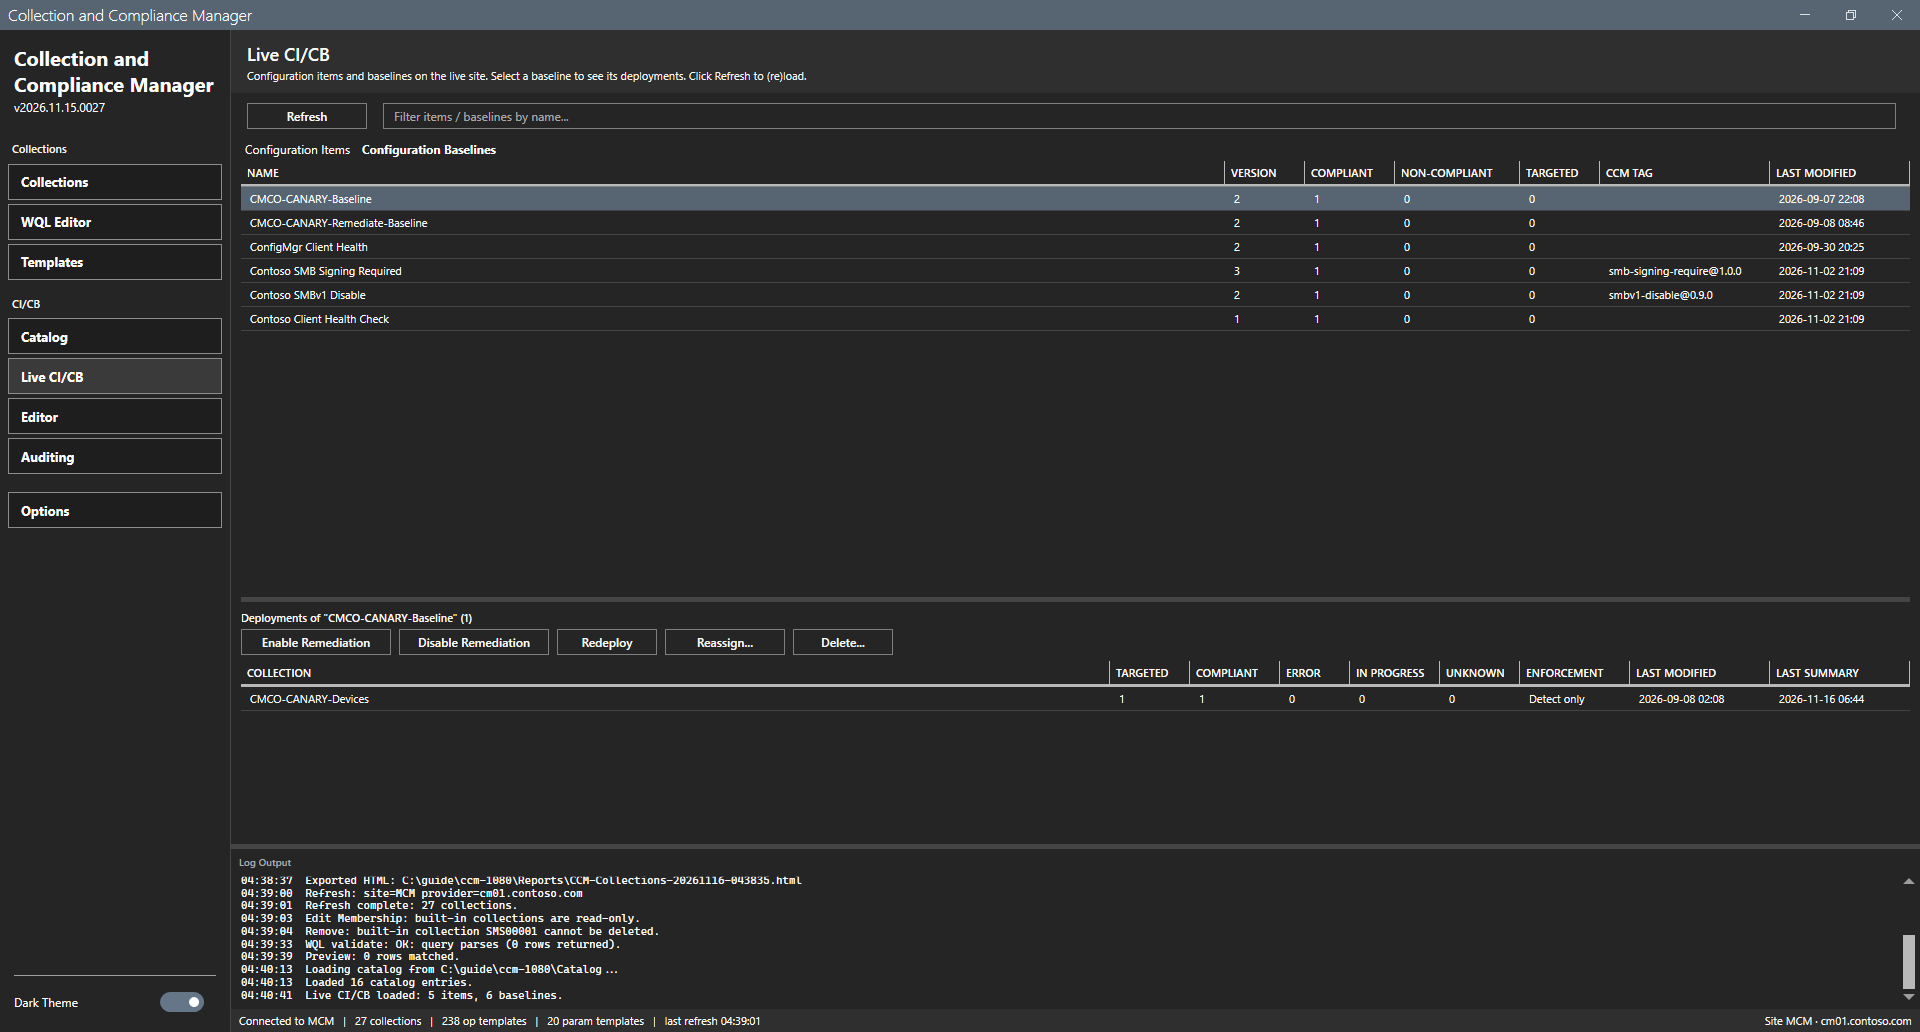 Collection and Compliance Manager
Collection and
Compliance Manager
v2026.11.15.0027
Collections
Collections
WQL Editor
Templates
CI/CB
Catalog
Live CI/CB
Editor
Auditing
Options
Dark Theme
Live CI/CB
Configuration items and baselines on the live site. Select a baseline to see its deployments. Click Refresh to (re)load.
Refresh Filter items / baselines by name...
Configuration Items Configuration Baselines
NAME VERSION COMPLIANT NON-COMPLIANT TARGETED CCM TAG LAST MODIFIED
CMCO-CANARY-Baseline 2 1 0 0 2026-09-07 22:08
CMCO-CANARY-Remediate-Baseline 2 1 0 0 2026-09-08 08:46
ConfigMgr Client Health 2 1 0 0 2026-09-30 20:25
Contoso SMB Signing Required 3 1 0 0 smb-signing-require@1.0.0 2026-11-02 21:09
Contoso SMBv1 Disable 2 1 0 0 smbv1-disable@0.9.0 2026-11-02 21:09
Contoso Client Health Check 1 1 0 0 2026-11-02 21:09
Deployments of "CMCO-CANARY-Baseline" (1)
Enable Remediation Disable Remediation Redeploy Reassign... Delete...
COLLECTION TARGETED COMPLIANT ERROR IN PROGRESS UNKNOWN ENFORCEMENT LAST MODIFIED LAST SUMMARY
CMCO-CANARY-Devices 1 1 0 0 0 Detect only 2026-09-08 02:08 2026-11-16 06:44
Log Output
04:38:37 Exported HTML: C:\guide\ccm-1080\Reports\CCM-Collections-20261116-043835.html
04:39:00 Refresh: site=MCM provider=cm01.contoso.com
04:39:01 Refresh complete: 27 collections.
04:39:03 Edit Membership: built-in collections are read-only.
04:39:04 Remove: built-in collection SMS00001 cannot be deleted.
04:39:33 WQL validate: OK: query parses (0 rows returned).
04:39:39 Preview: 0 rows matched.
04:40:13 Loading catalog from C:\guide\ccm-1080\Catalog...
04:40:13 Loaded 16 catalog entries.
04:40:41 Live CI/CB loaded: 5 items, 6 baselines.
Connected to MCM | 27 collections | 238 op templates | 20 param templates | last refresh 04:39:01 Site MCM · cm01.contoso.com